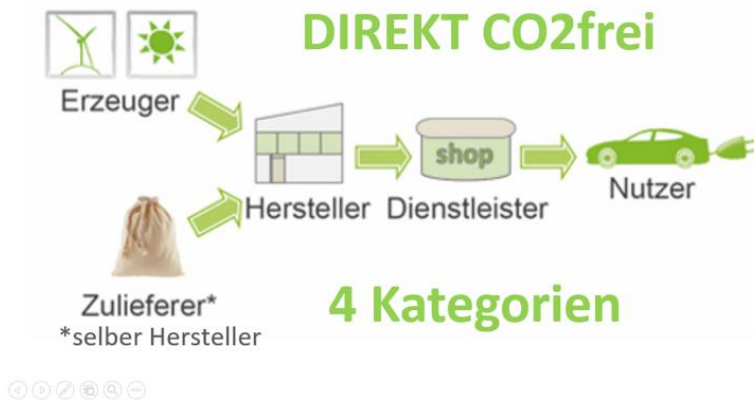 DIREKT CO2frei
Erzeuger
shop
Nutzer
Hersteller
Dienstleister
Zulieferer*
*selber Hersteller
4 Kategorien